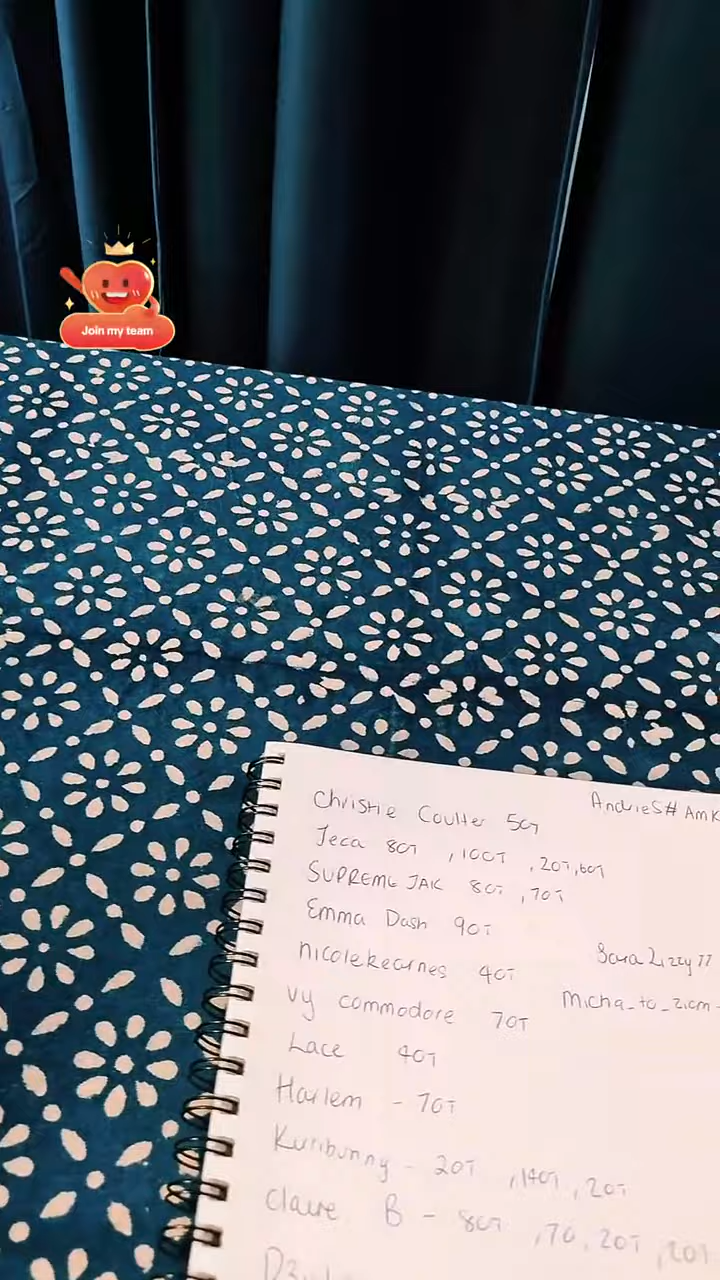 Join my team
Christie Coulter 50T
AndrieS# AmK
Jeca 80T , 100T , 20T, 60T
SUPREME JAK 80T , 70T
Emma Dash 90T
nicolekearnes 40T
Sara Lizzy 77
Vy commodore 70T
Micha_to_zicm-
Lace 40T
Harlem - 70T
Kuribunny - 20T , 140T , 20T
Claire B - 80T , 70, 20T , 20T